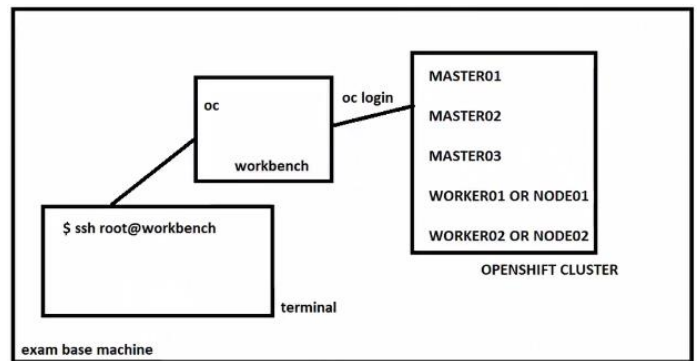 oc
workbench
oc login
MASTER01
MASTER02
MASTER03
WORKER01 OR NODE01
WORKER02 OR NODE02
OPENSHIFT CLUSTER
$ ssh root@workbench
terminal
exam base machine